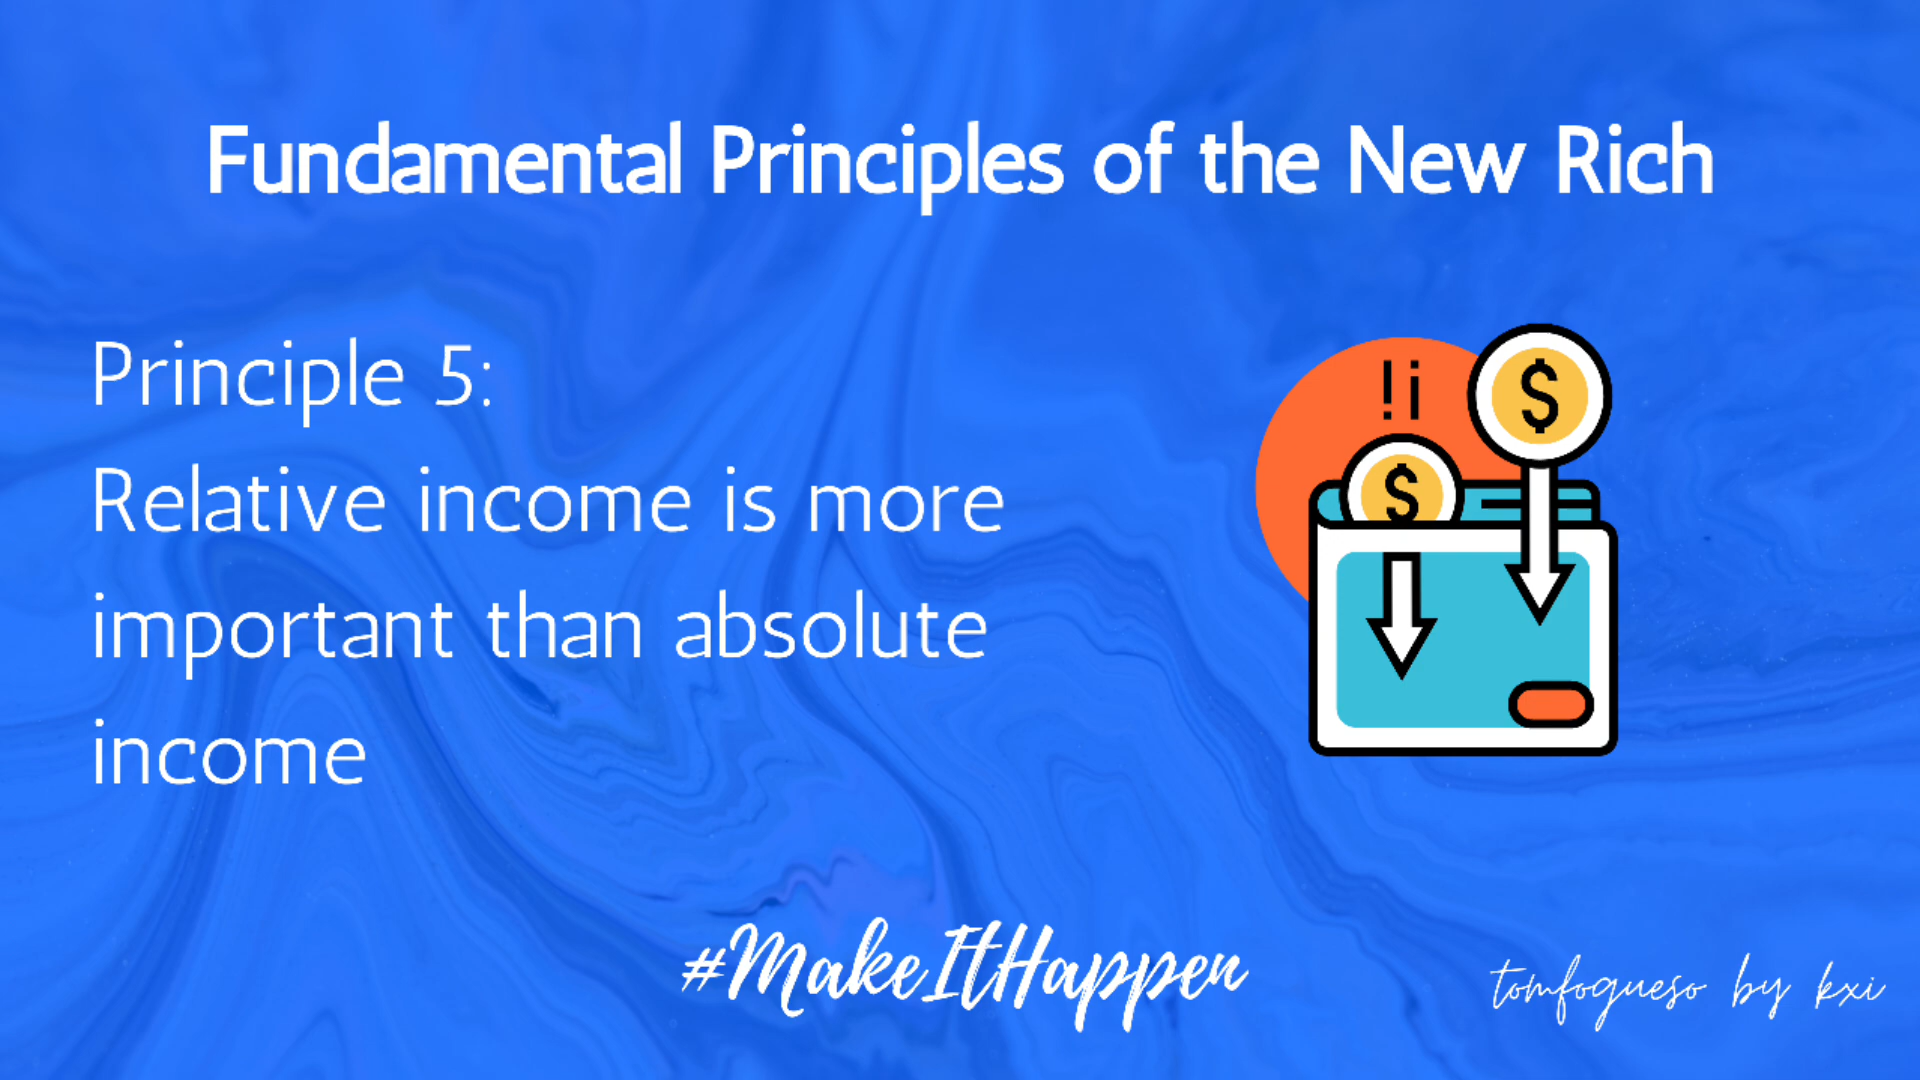 Fundamental Principles of the New Rich
Principle 5:
Relative income is more
important than absolute
income
!i
$
$
#MakeItHappen
tomfogueso by kxi